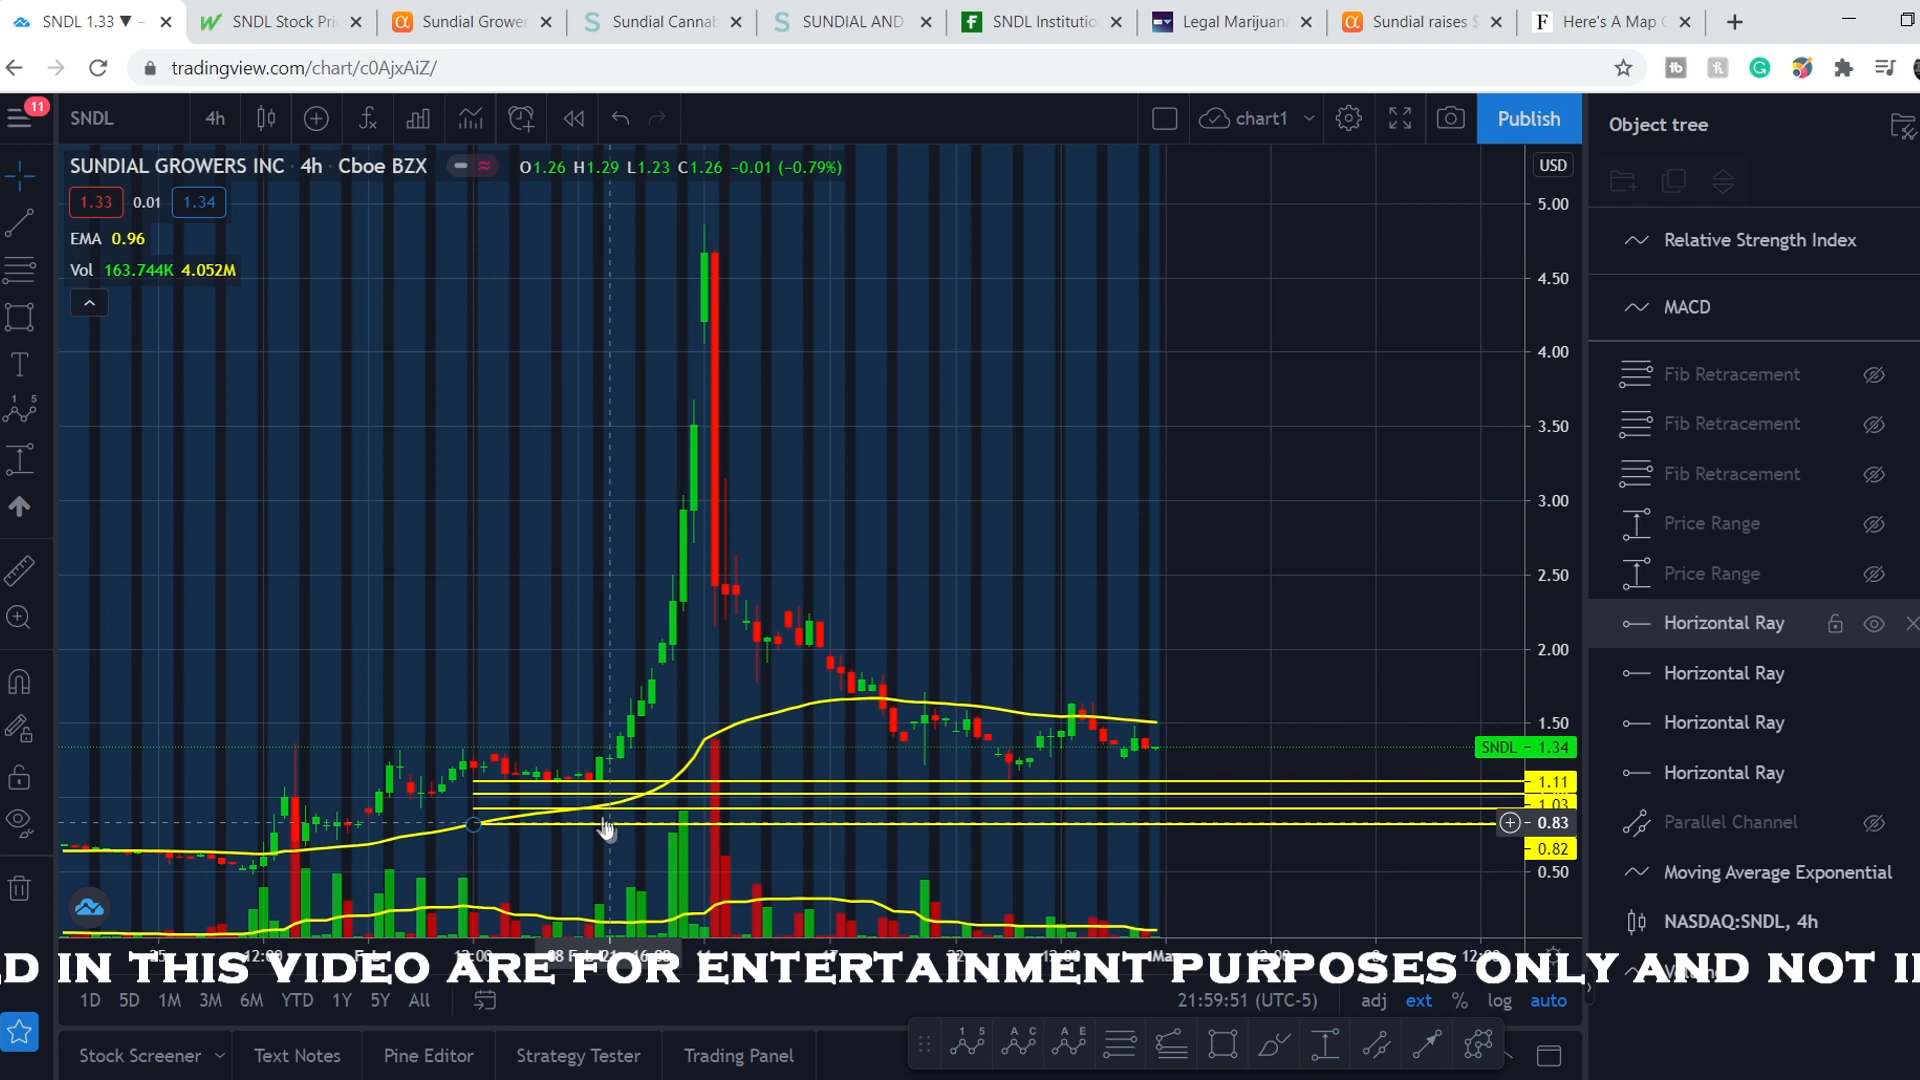 SNDL 1.33 ▼ −
SNDL Stock Pri
Sundial Grower
Sundial Cannab
SUNDIAL AND
SNDL Institutio
Legal Marijuana
Sundial raises $
Here's A Map
tradingview.com/chart/c0AjxAiZ/
11
SNDL
4h
chart1
Publish
Object tree
SUNDIAL GROWERS INC · 4h · Cboe BZX
O1.26 H1.29 L1.23 C1.26 −0.01 (−0.79%)
USD
1.33
0.01
1.34
EMA 0.96
Vol 163.744K 4.052M
5.00
4.50
4.00
3.50
3.00
2.50
2.00
1.50
SNDL - 1.34
1.11
1.03
0.83
0.82
0.50
Relative Strength Index
MACD
Fib Retracement
Fib Retracement
Fib Retracement
Price Range
Price Range
Horizontal Ray
Horizontal Ray
Horizontal Ray
Horizontal Ray
Parallel Channel
Moving Average Exponential
NASDAQ:SNDL, 4h
D IN THIS VIDEO ARE FOR ENTERTAINMENT PURPOSES ONLY AND NOT I
1D 5D 1M 3M 6M YTD 1Y 5Y All
21:59:51 (UTC-5)
adj ext % log auto
Stock Screener
Text Notes
Pine Editor
Strategy Tester
Trading Panel